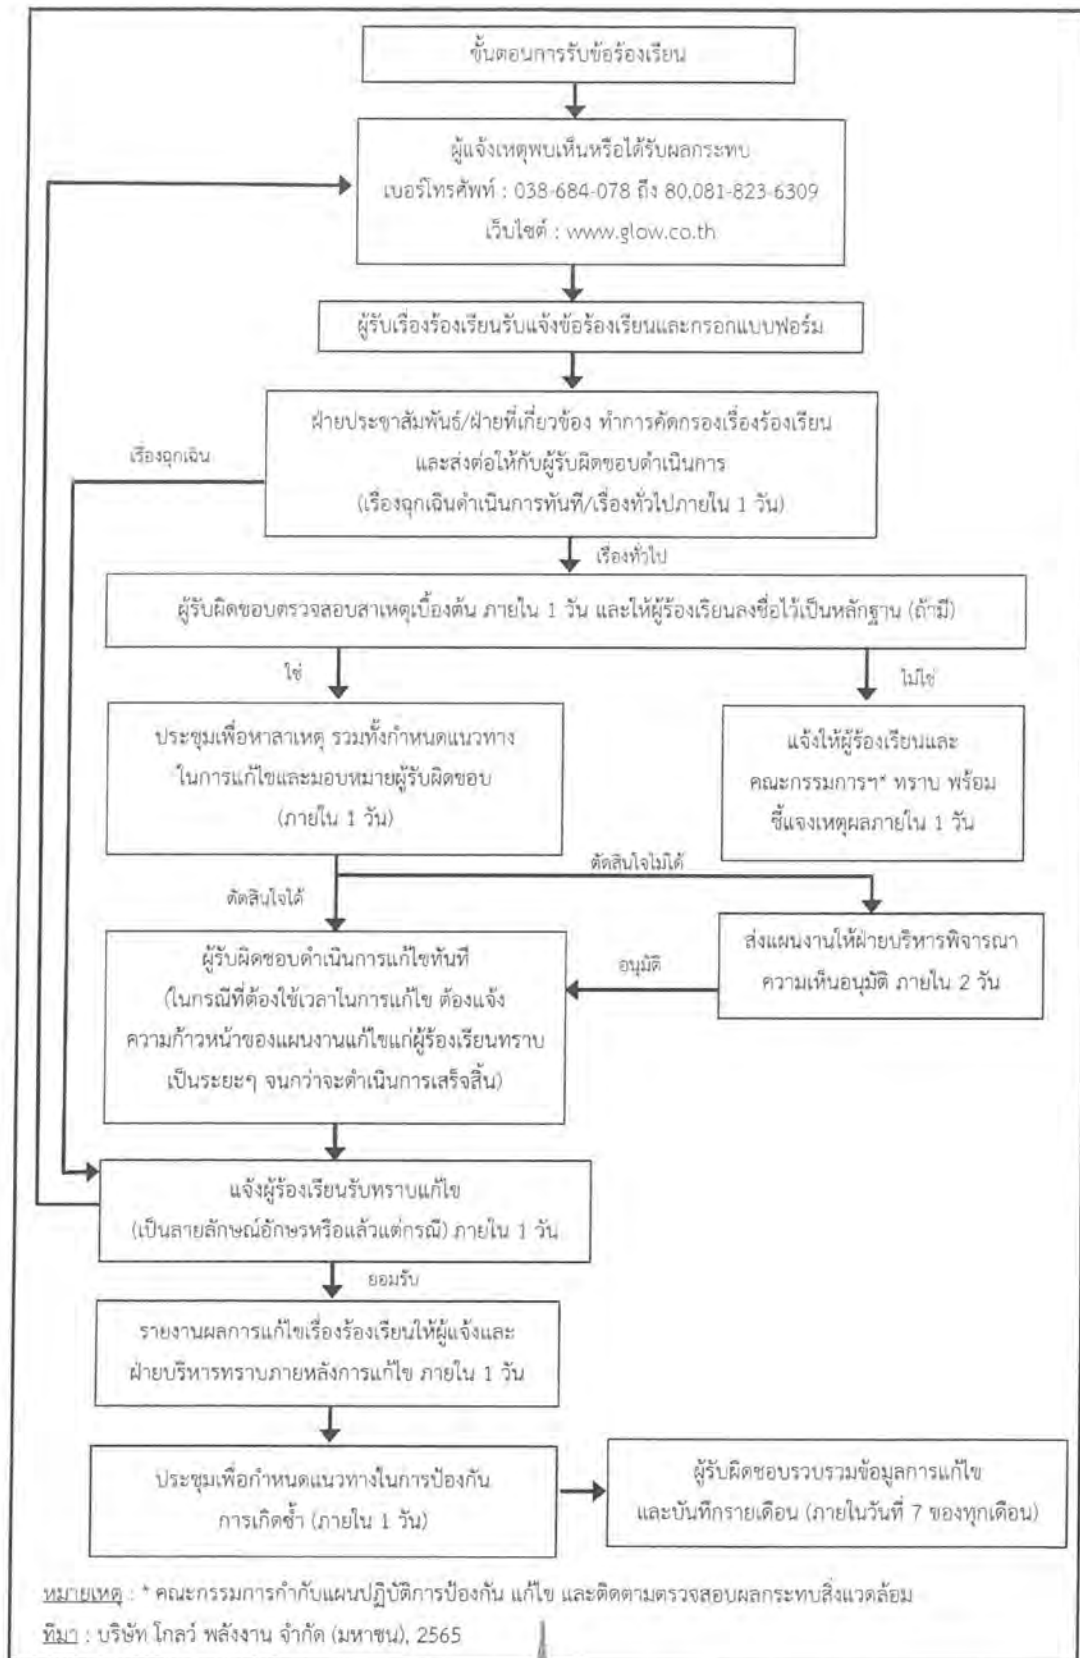 ขั้นตอนการรับข้อร้องเรียน
ผู้แจ้งเหตุพบเห็นหรือได้รับผลกระทบ
เบอร์โทรศัพท์ : 038-684-078 ถึง 80,081-823-6309
เว็บไซต์ : www.glow.co.th
ผู้รับเรื่องร้องเรียนรับแจ้งข้อร้องเรียนและกรอกแบบฟอร์ม
ฝ่ายประชาสัมพันธ์/ฝ่ายที่เกี่ยวข้อง ทำการคัดกรองเรื่องร้องเรียน
และส่งต่อให้กับผู้รับผิดชอบดำเนินการ
(เรื่องฉุกเฉินดำเนินการทันที/เรื่องทั่วไปภายใน 1 วัน)
เรื่องฉุกเฉิน
เรื่องทั่วไป
ผู้รับผิดชอบตรวจสอบสาเหตุเบื้องต้น ภายใน 1 วัน และให้ผู้ร้องเรียนลงชื่อไว้เป็นหลักฐาน (ถ้ามี)
ใช่
ไม่ใช่
ประชุมเพื่อหาสาเหตุ รวมทั้งกำหนดแนวทาง
ในการแก้ไขและมอบหมายผู้รับผิดชอบ
(ภายใน 1 วัน)
แจ้งให้ผู้ร้องเรียนและ
คณะกรรมการฯ* ทราบ พร้อม
ชี้แจงเหตุผลภายใน 1 วัน
ตัดสินใจไม่ได้
ตัดสินใจได้
ส่งแผนงานให้ฝ่ายบริหารพิจารณา
ความเห็นอนุมัติ ภายใน 2 วัน
อนุมัติ
ผู้รับผิดชอบดำเนินการแก้ไขทันที
(ในกรณีที่ต้องใช้เวลาในการแก้ไข ต้องแจ้ง
ความก้าวหน้าของแผนงานแก้ไขแก่ผู้ร้องเรียนทราบ
เป็นระยะๆ จนกว่าจะดำเนินการเสร็จสิ้น)
แจ้งผู้ร้องเรียนรับทราบแก้ไข
(เป็นลายลักษณ์อักษรหรือแล้วแต่กรณี) ภายใน 1 วัน
ยอมรับ
รายงานผลการแก้ไขเรื่องร้องเรียนให้ผู้แจ้งและ
ฝ่ายบริหารทราบภายหลังการแก้ไข ภายใน 1 วัน
ประชุมเพื่อกำหนดแนวทางในการป้องกัน
การเกิดซ้ำ (ภายใน 1 วัน)
ผู้รับผิดชอบรวบรวมข้อมูลการแก้ไข
และบันทึกรายเดือน (ภายในวันที่ 7 ของทุกเดือน)
หมายเหตุ : * คณะกรรมการกำกับแผนปฏิบัติการป้องกัน แก้ไข และติดตามตรวจสอบผลกระทบสิ่งแวดล้อม
ที่มา : บริษัท โกลว์ พลังงาน จำกัด (มหาชน), 2565